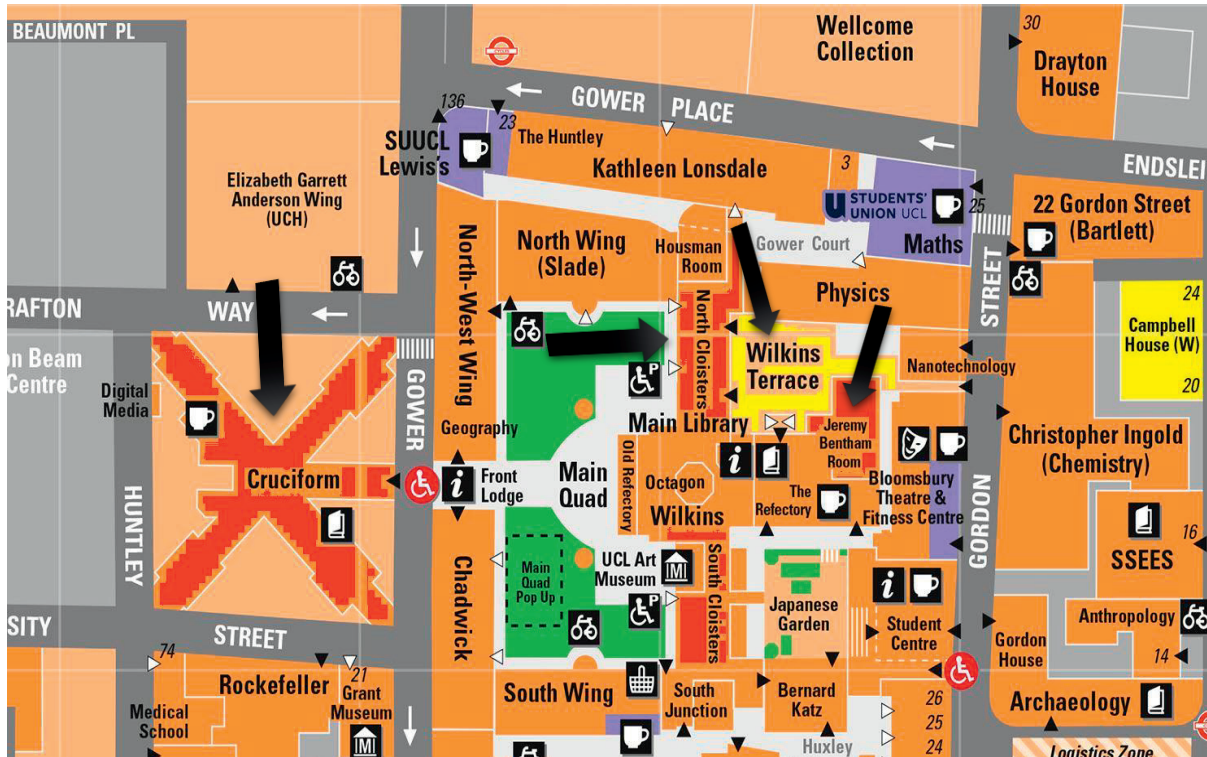 BEAUMONT PL
Wellcome
Collection
30
Drayton
House
GOWER PLACE
136
23
SUUCL
Lewis's
The Huntley
Kathleen Lonsdale
3
ENDSLEI
STUDENTS'
UNION UCL
25
Maths
22 Gordon Street
(Bartlett)
Elizabeth Garrett
Anderson Wing
(UCH)
North-West Wing
North Wing
(Slade)
Housman
Room
Gower Court
Physics
STREET
RAFTON
WAY
24
Campbell
House (W)
20
on Beam
Centre
Digital
Media
GOWER
North Cloisters
P
Wilkins
Terrace
Nanotechnology
Geography
Main Library
Jeremy
Bentham
Room
Christopher Ingold
(Chemistry)
Cruciform
i
Front
Lodge
Main
Quad
Old Refectory
Octagon
Wilkins
i
The
Refectory
Bloomsbury
Theatre &
Fitness Centre
HUNTLEY
GORDON
16
SSEES
Chadwick
Main
Quad
Pop Up
UCL Art
Museum
P
South Cloisters
Japanese
Garden
i
Student
Centre
Anthropology
Gordon
House
14
SITY
STREET
74
Rockefeller
21
Grant
Museum
Medical
School
South Wing
South
Junction
Bernard
Katz
26
25
24
Archaeology
Huxley
Logistics Zone